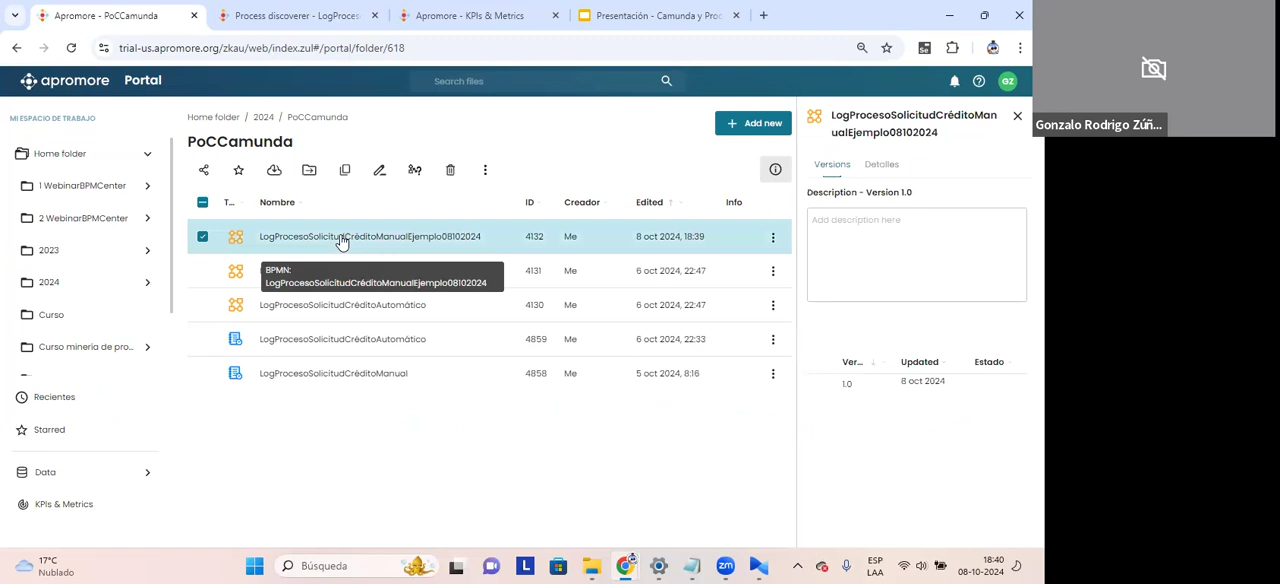 Apromore - PoCCamunda
Process discoverer - LogProces
Apromore - KPIs & Metrics
Presentación - Camunda y Proc
trial-us.apromore.org/zkau/web/index.zul#/portal/folder/618
apromore Portal
Search files
GZ
MI ESPACIO DE TRABAJO
Home folder
1 WebinarBPMCenter
2 WebinarBPMCenter
2023
2024
Curso
Curso mineria de pro...
Recientes
Starred
Data
KPIs & Metrics
Home folder / 2024 / PoCCamunda
Add new
PoCCamunda
T... Nombre ID Creador Edited Info
LogProcesoSolicitudCréditoManualEjemplo08102024 4132 Me 8 oct 2024, 18:39
BPMN:
LogProcesoSolicitudCréditoManualEjemplo08102024
4131 Me 6 oct 2024, 22:47
LogProcesoSolicitudCréditoAutomático 4130 Me 6 oct 2024, 22:47
LogProcesoSolicitudCréditoAutomático 4859 Me 6 oct 2024, 22:33
LogProcesoSolicitudCréditoManual 4858 Me 5 oct 2024, 8:16
LogProcesoSolicitudCréditoMan
ualEjemplo08102024
Versions Detalles
Description - Version 1.0
Add description here
Ver... Updated Estado
1.0 8 oct 2024
Gonzalo Rodrigo Zúñ...
17°C
Nublado
Búsqueda
L
zm
ESP
LAA
18:40
08-10-2024